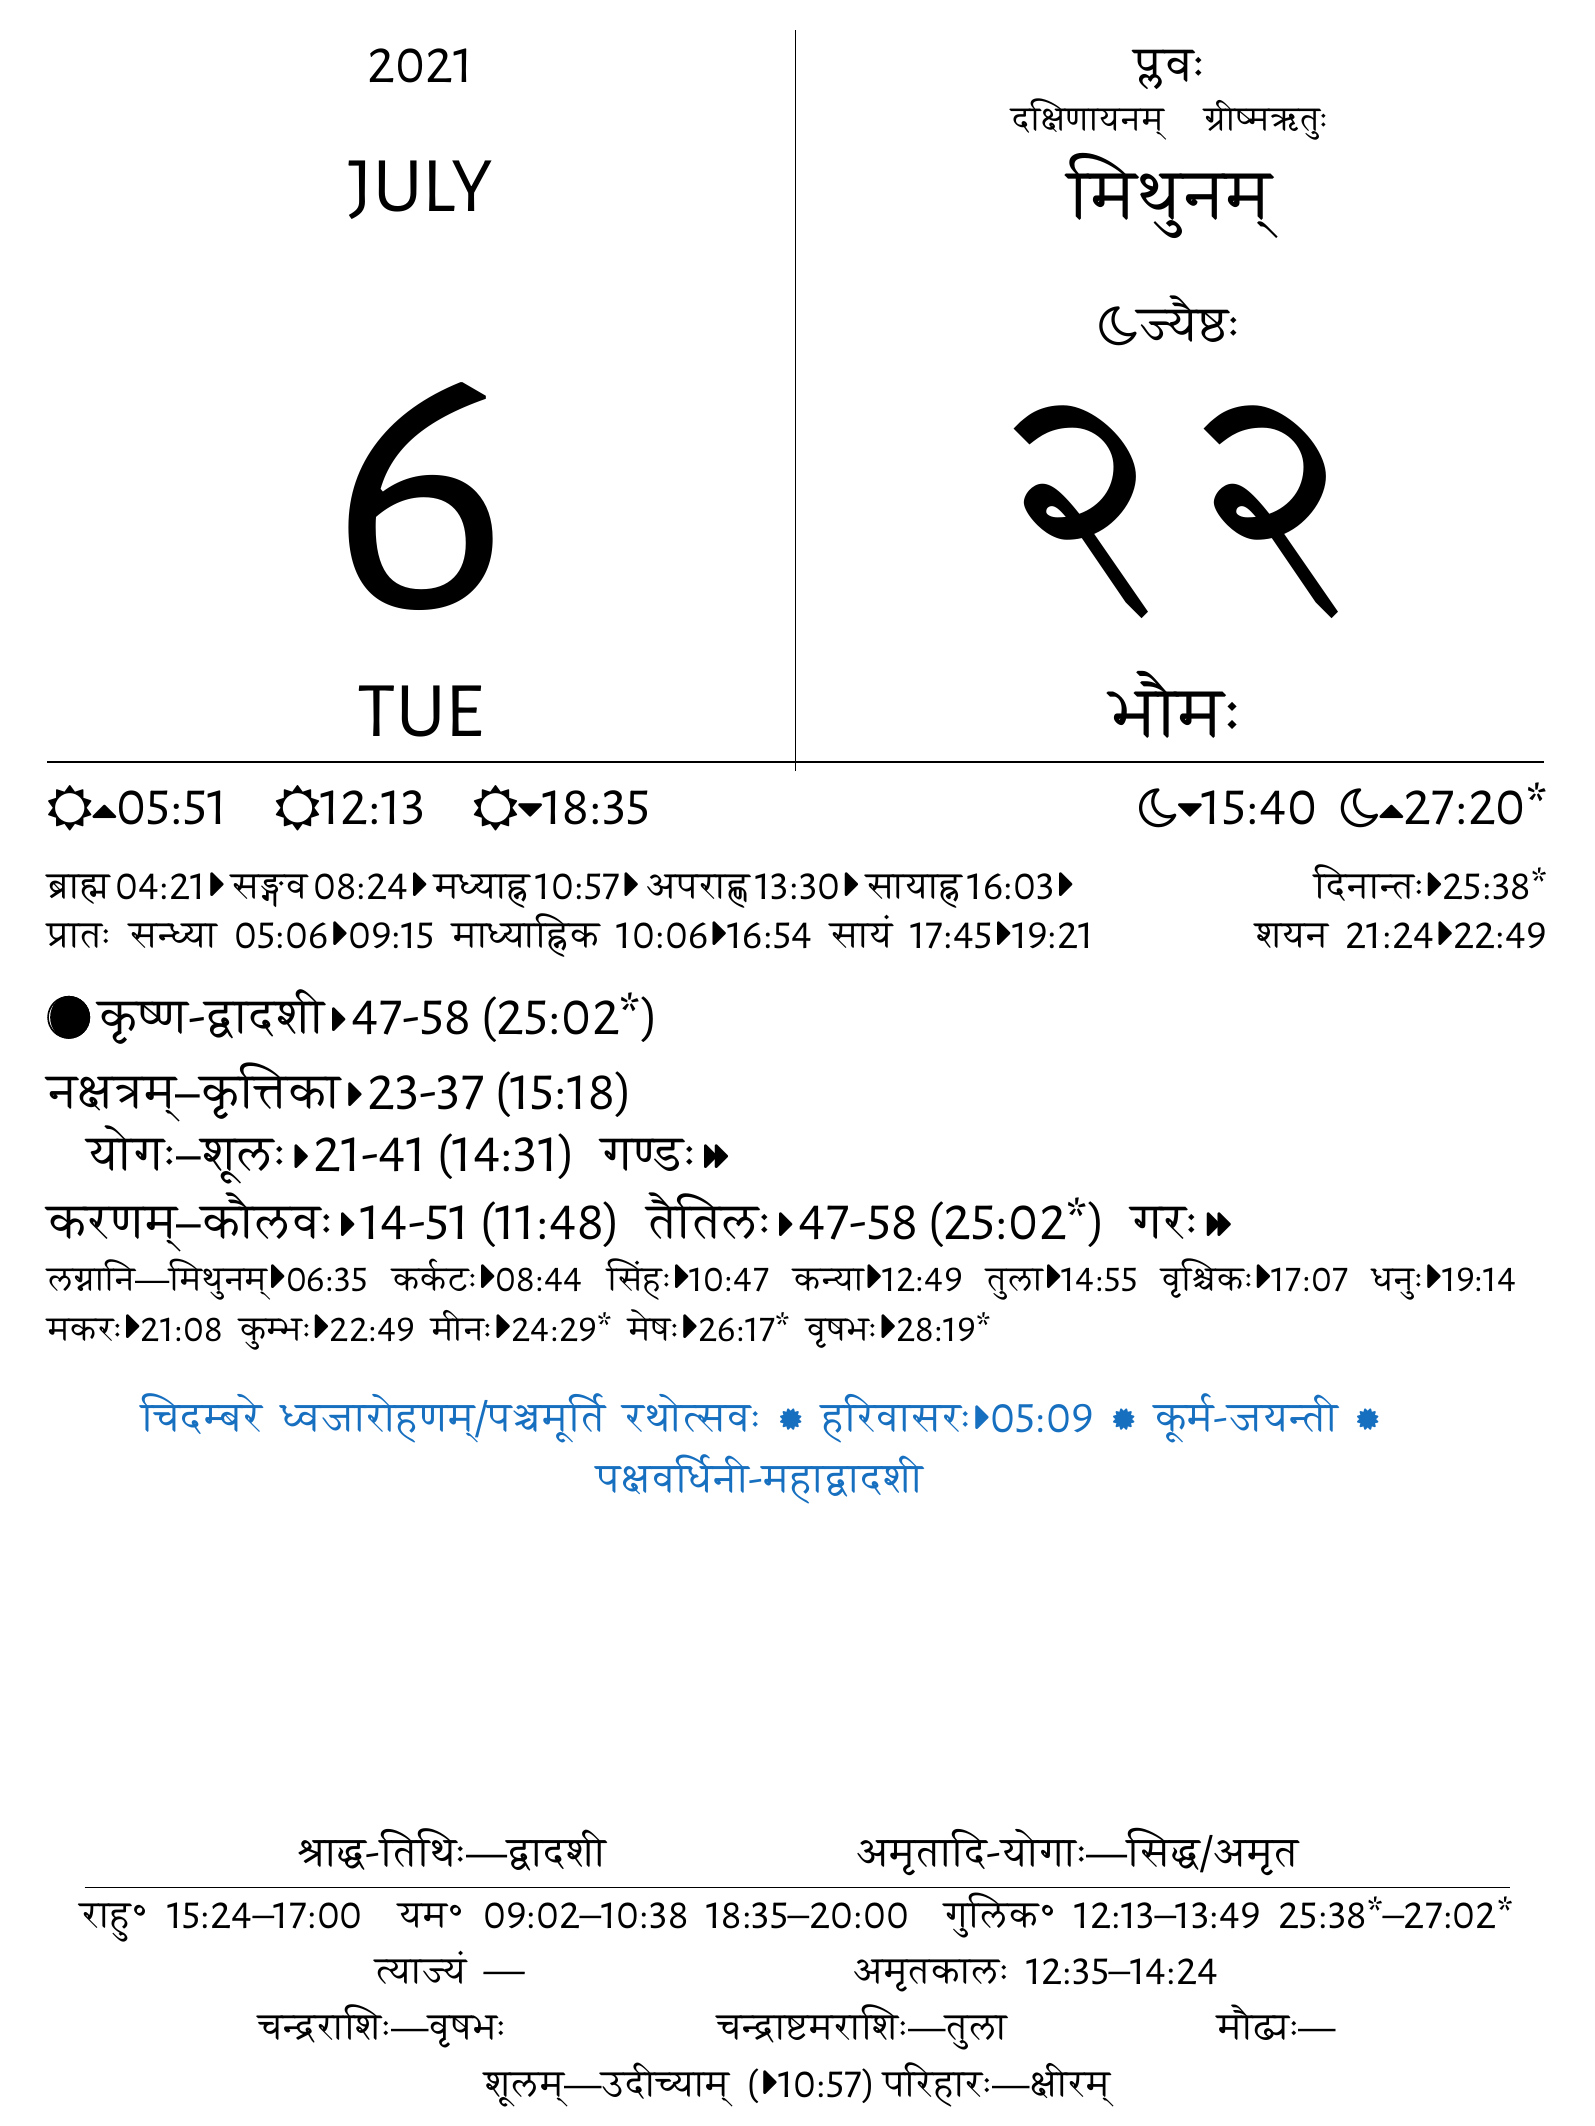 2021
JULY
6
TUE
प्लवः
दक्षिणायनम् ग्रीष्मऋतुः
मिथुनम्
ज्यैष्ठः
२२
भौमः
05:51 12:13 18:35 15:40 27:20*
ब्राह्म 04:21 सङ्गव 08:24 मध्याह्न 10:57 अपराह्ण 13:30 सायाह्न 16:03 दिनान्तः 25:38*
प्रातः सन्ध्या 05:06 09:15 माध्याह्निक 10:06 16:54 सायं 17:45 19:21 शयन 21:24 22:49
कृष्ण-द्वादशी 47-58 (25:02*)
नक्षत्रम्–कृत्तिका 23-37 (15:18)
योगः–शूलः 21-41 (14:31) गण्डः
करणम्–कौलवः 14-51 (11:48) तैतिलः 47-58 (25:02*) गरः
लग्नानि—मिथुनम् 06:35 कर्कटः 08:44 सिंहः 10:47 कन्या 12:49 तुला 14:55 वृश्चिकः 17:07 धनुः 19:14
मकरः 21:08 कुम्भः 22:49 मीनः 24:29* मेषः 26:17* वृषभः 28:19*
चिदम्बरे ध्वजारोहणम्/पञ्चमूर्ति रथोत्सवः हरिवासरः 05:09 कूर्म-जयन्ती
पक्षवर्धिनी-महाद्वादशी
श्राद्ध-तिथिः—द्वादशी अमृतादि-योगाः—सिद्ध/अमृत
राहु॰ 15:24–17:00 यम॰ 09:02–10:38 18:35–20:00 गुलिक॰ 12:13–13:49 25:38*–27:02*
त्याज्यं — अमृतकालः 12:35–14:24
चन्द्रराशिः—वृषभः चन्द्राष्टमराशिः—तुला मौढ्यः—
शूलम्—उदीच्याम् (10:57) परिहारः—क्षीरम्